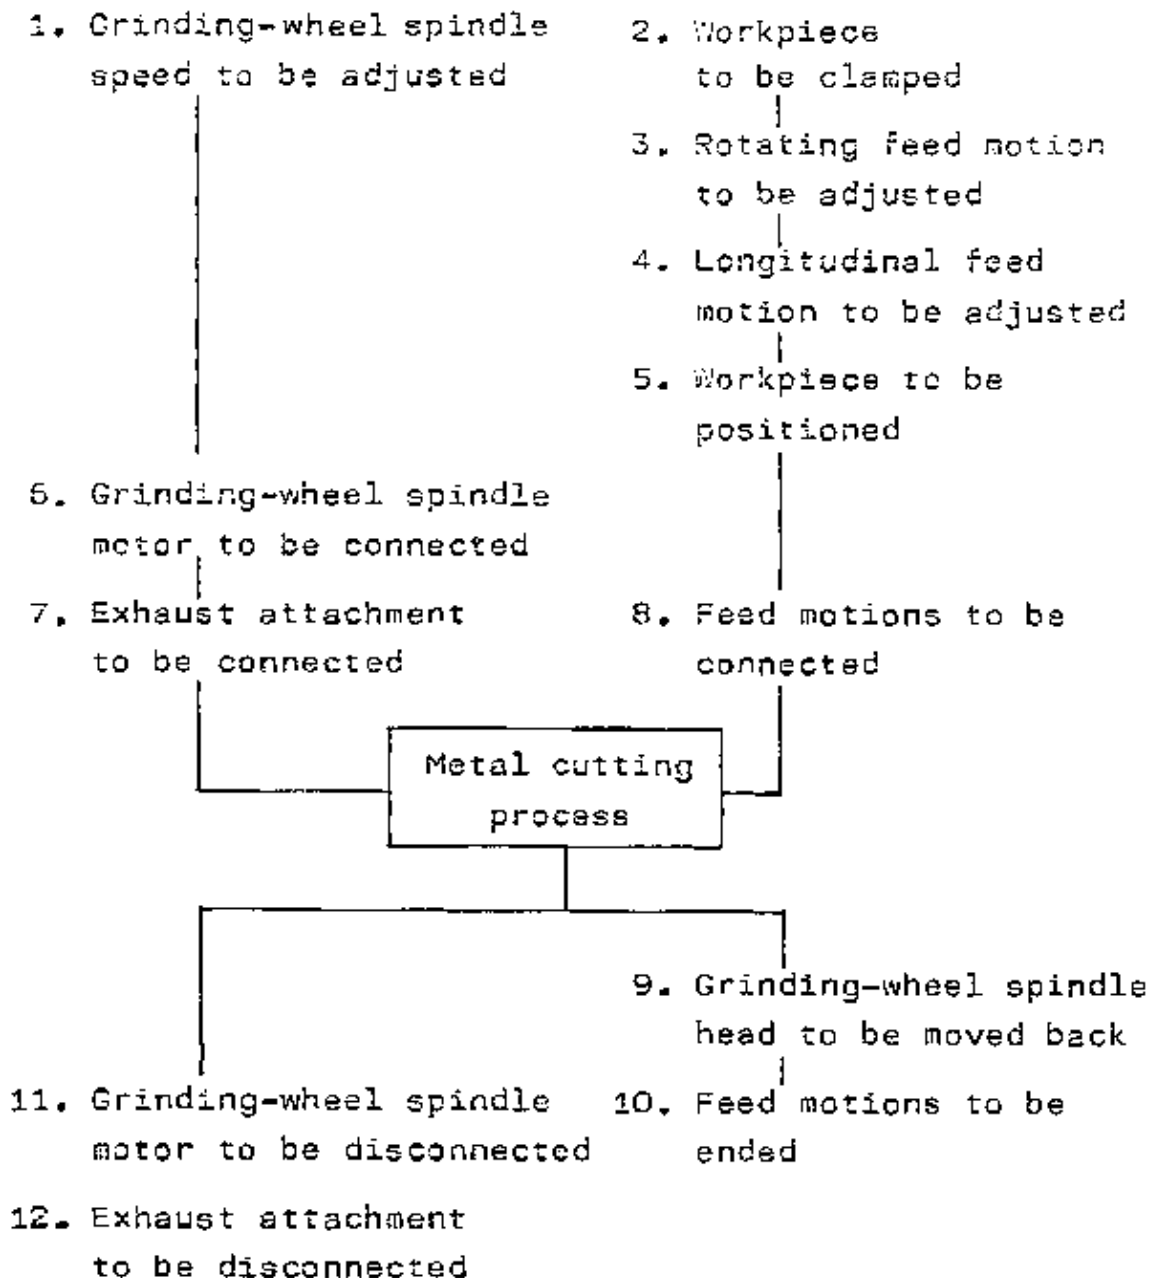 1. Grinding-wheel spindle
speed to be adjusted
2. Workpiece
to be clamped
3. Rotating feed motion
to be adjusted
4. Longitudinal feed
motion to be adjusted
5. Workpiece to be
positioned
6. Grinding-wheel spindle
motor to be connected
7. Exhaust attachment
to be connected
8. Feed motions to be
connected
Metal cutting
process
9. Grinding-wheel spindle
head to be moved back
10. Feed motions to be
ended
11. Grinding-wheel spindle
motor to be disconnected
12. Exhaust attachment
to be disconnected